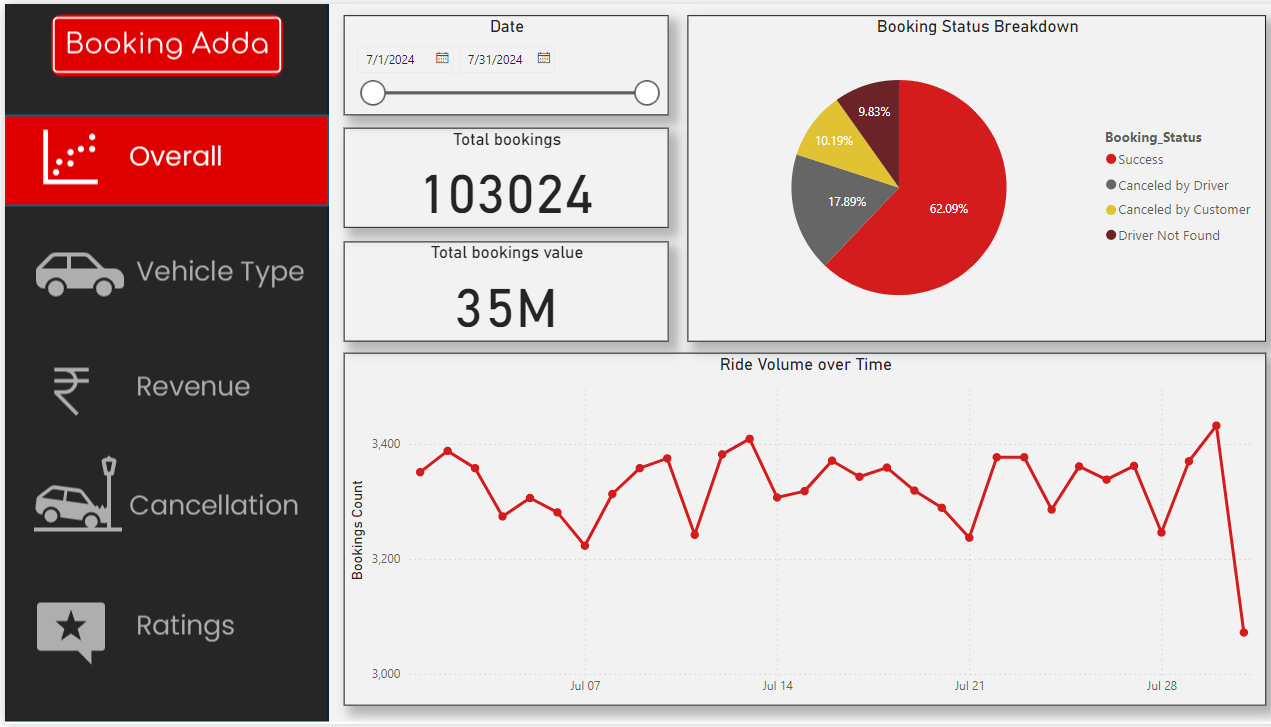 Booking Adda
Overall
Vehicle Type
Revenue
Cancellation
Ratings
Date
7/1/2024 7/31/2024
Total bookings
103024
Total bookings value
35M
Booking Status Breakdown
9.83%
10.19%
17.89%
62.09%
Booking_Status
Success
Canceled by Driver
Canceled by Customer
Driver Not Found
Ride Volume over Time
Bookings Count
3,400
3,200
3,000
Jul 07 Jul 14 Jul 21 Jul 28